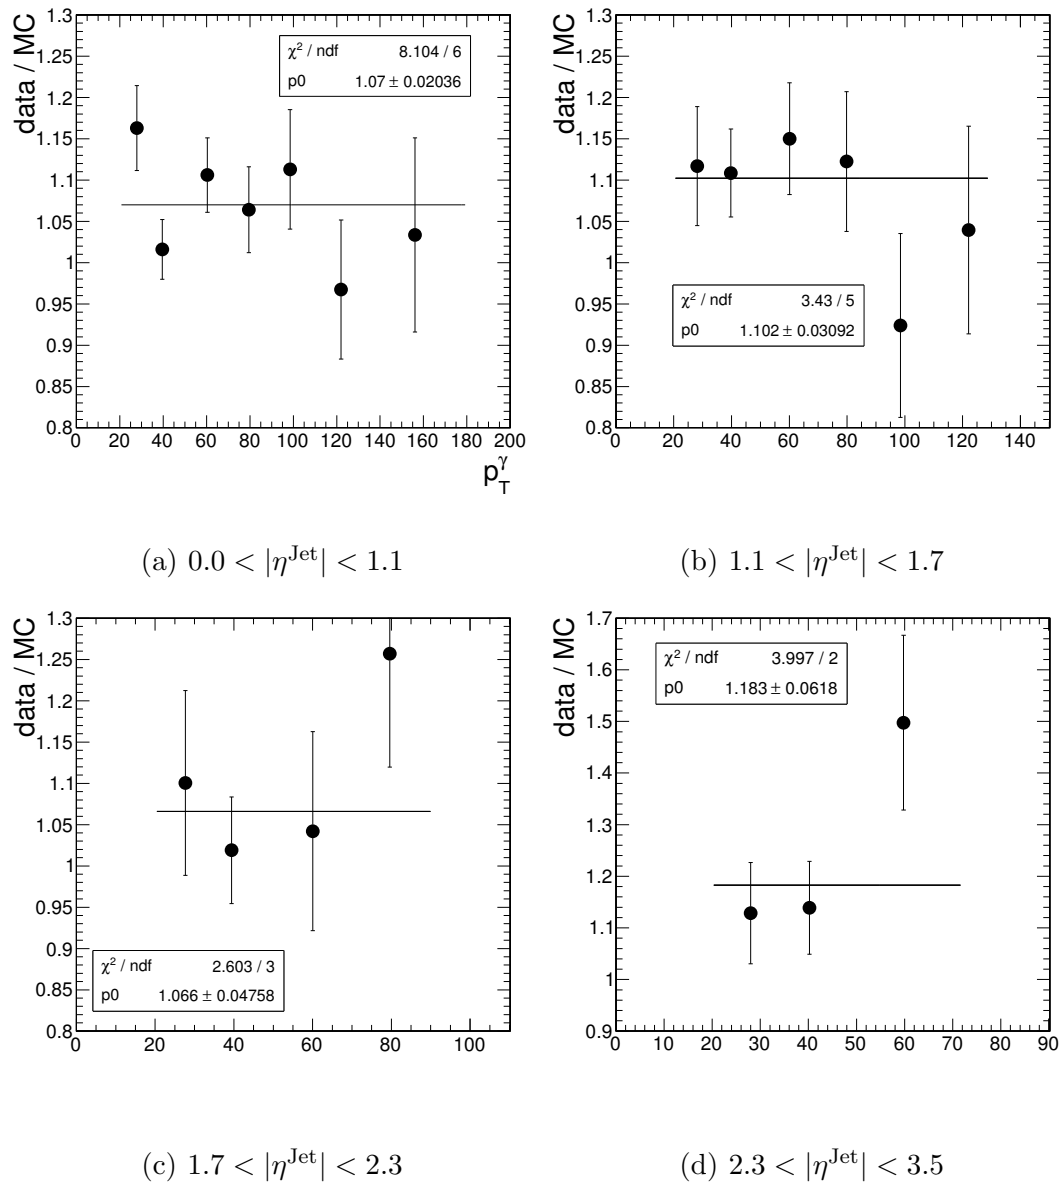 data / MC
1.3
1.25
1.2
1.15
1.1
1.05
1
0.95
0.9
0.85
0.8
χ² / ndf 8.104 / 6
p0 1.07 ± 0.02036
0 20 40 60 80 100 120 140 160 180 200
p_T^γ
(a) 0.0 < |η^Jet| < 1.1
data / MC
1.3
1.25
1.2
1.15
1.1
1.05
1
0.95
0.9
0.85
0.8
χ² / ndf 3.43 / 5
p0 1.102 ± 0.03092
0 20 40 60 80 100 120 140
(b) 1.1 < |η^Jet| < 1.7
data / MC
1.3
1.25
1.2
1.15
1.1
1.05
1
0.95
0.9
0.85
0.8
χ² / ndf 2.603 / 3
p0 1.066 ± 0.04758
0 20 40 60 80 100
(c) 1.7 < |η^Jet| < 2.3
data / MC
1.7
1.6
1.5
1.4
1.3
1.2
1.1
1
0.9
χ² / ndf 3.997 / 2
p0 1.183 ± 0.0618
0 10 20 30 40 50 60 70 80 90
(d) 2.3 < |η^Jet| < 3.5